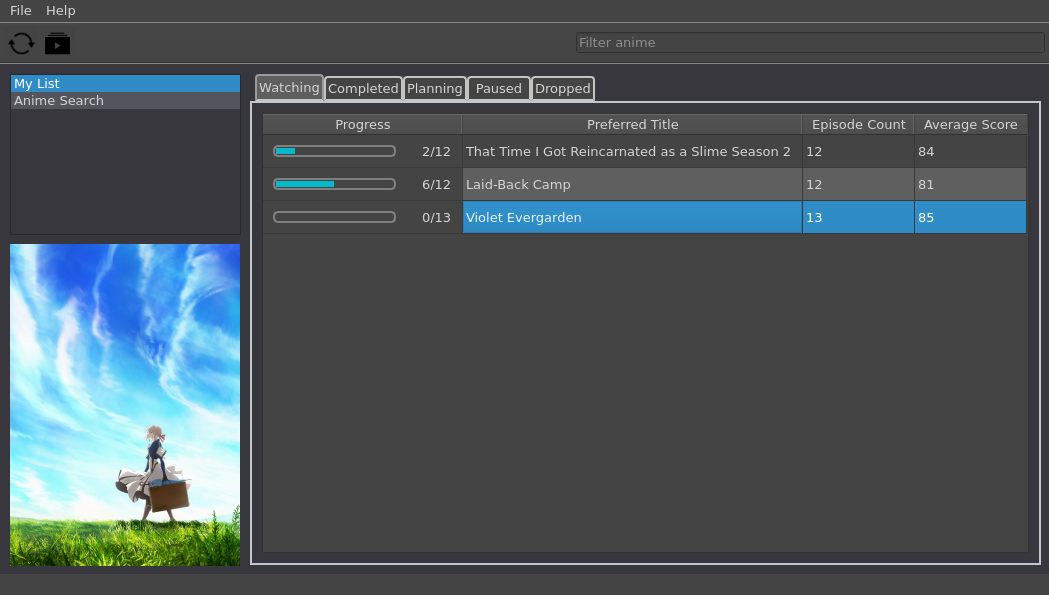 File Help
Filter anime
My List
Anime Search
Watching Completed Planning Paused Dropped
Progress Preferred Title Episode Count Average Score
2/12 That Time I Got Reincarnated as a Slime Season 2 12 84
6/12 Laid-Back Camp 12 81
0/13 Violet Evergarden 13 85